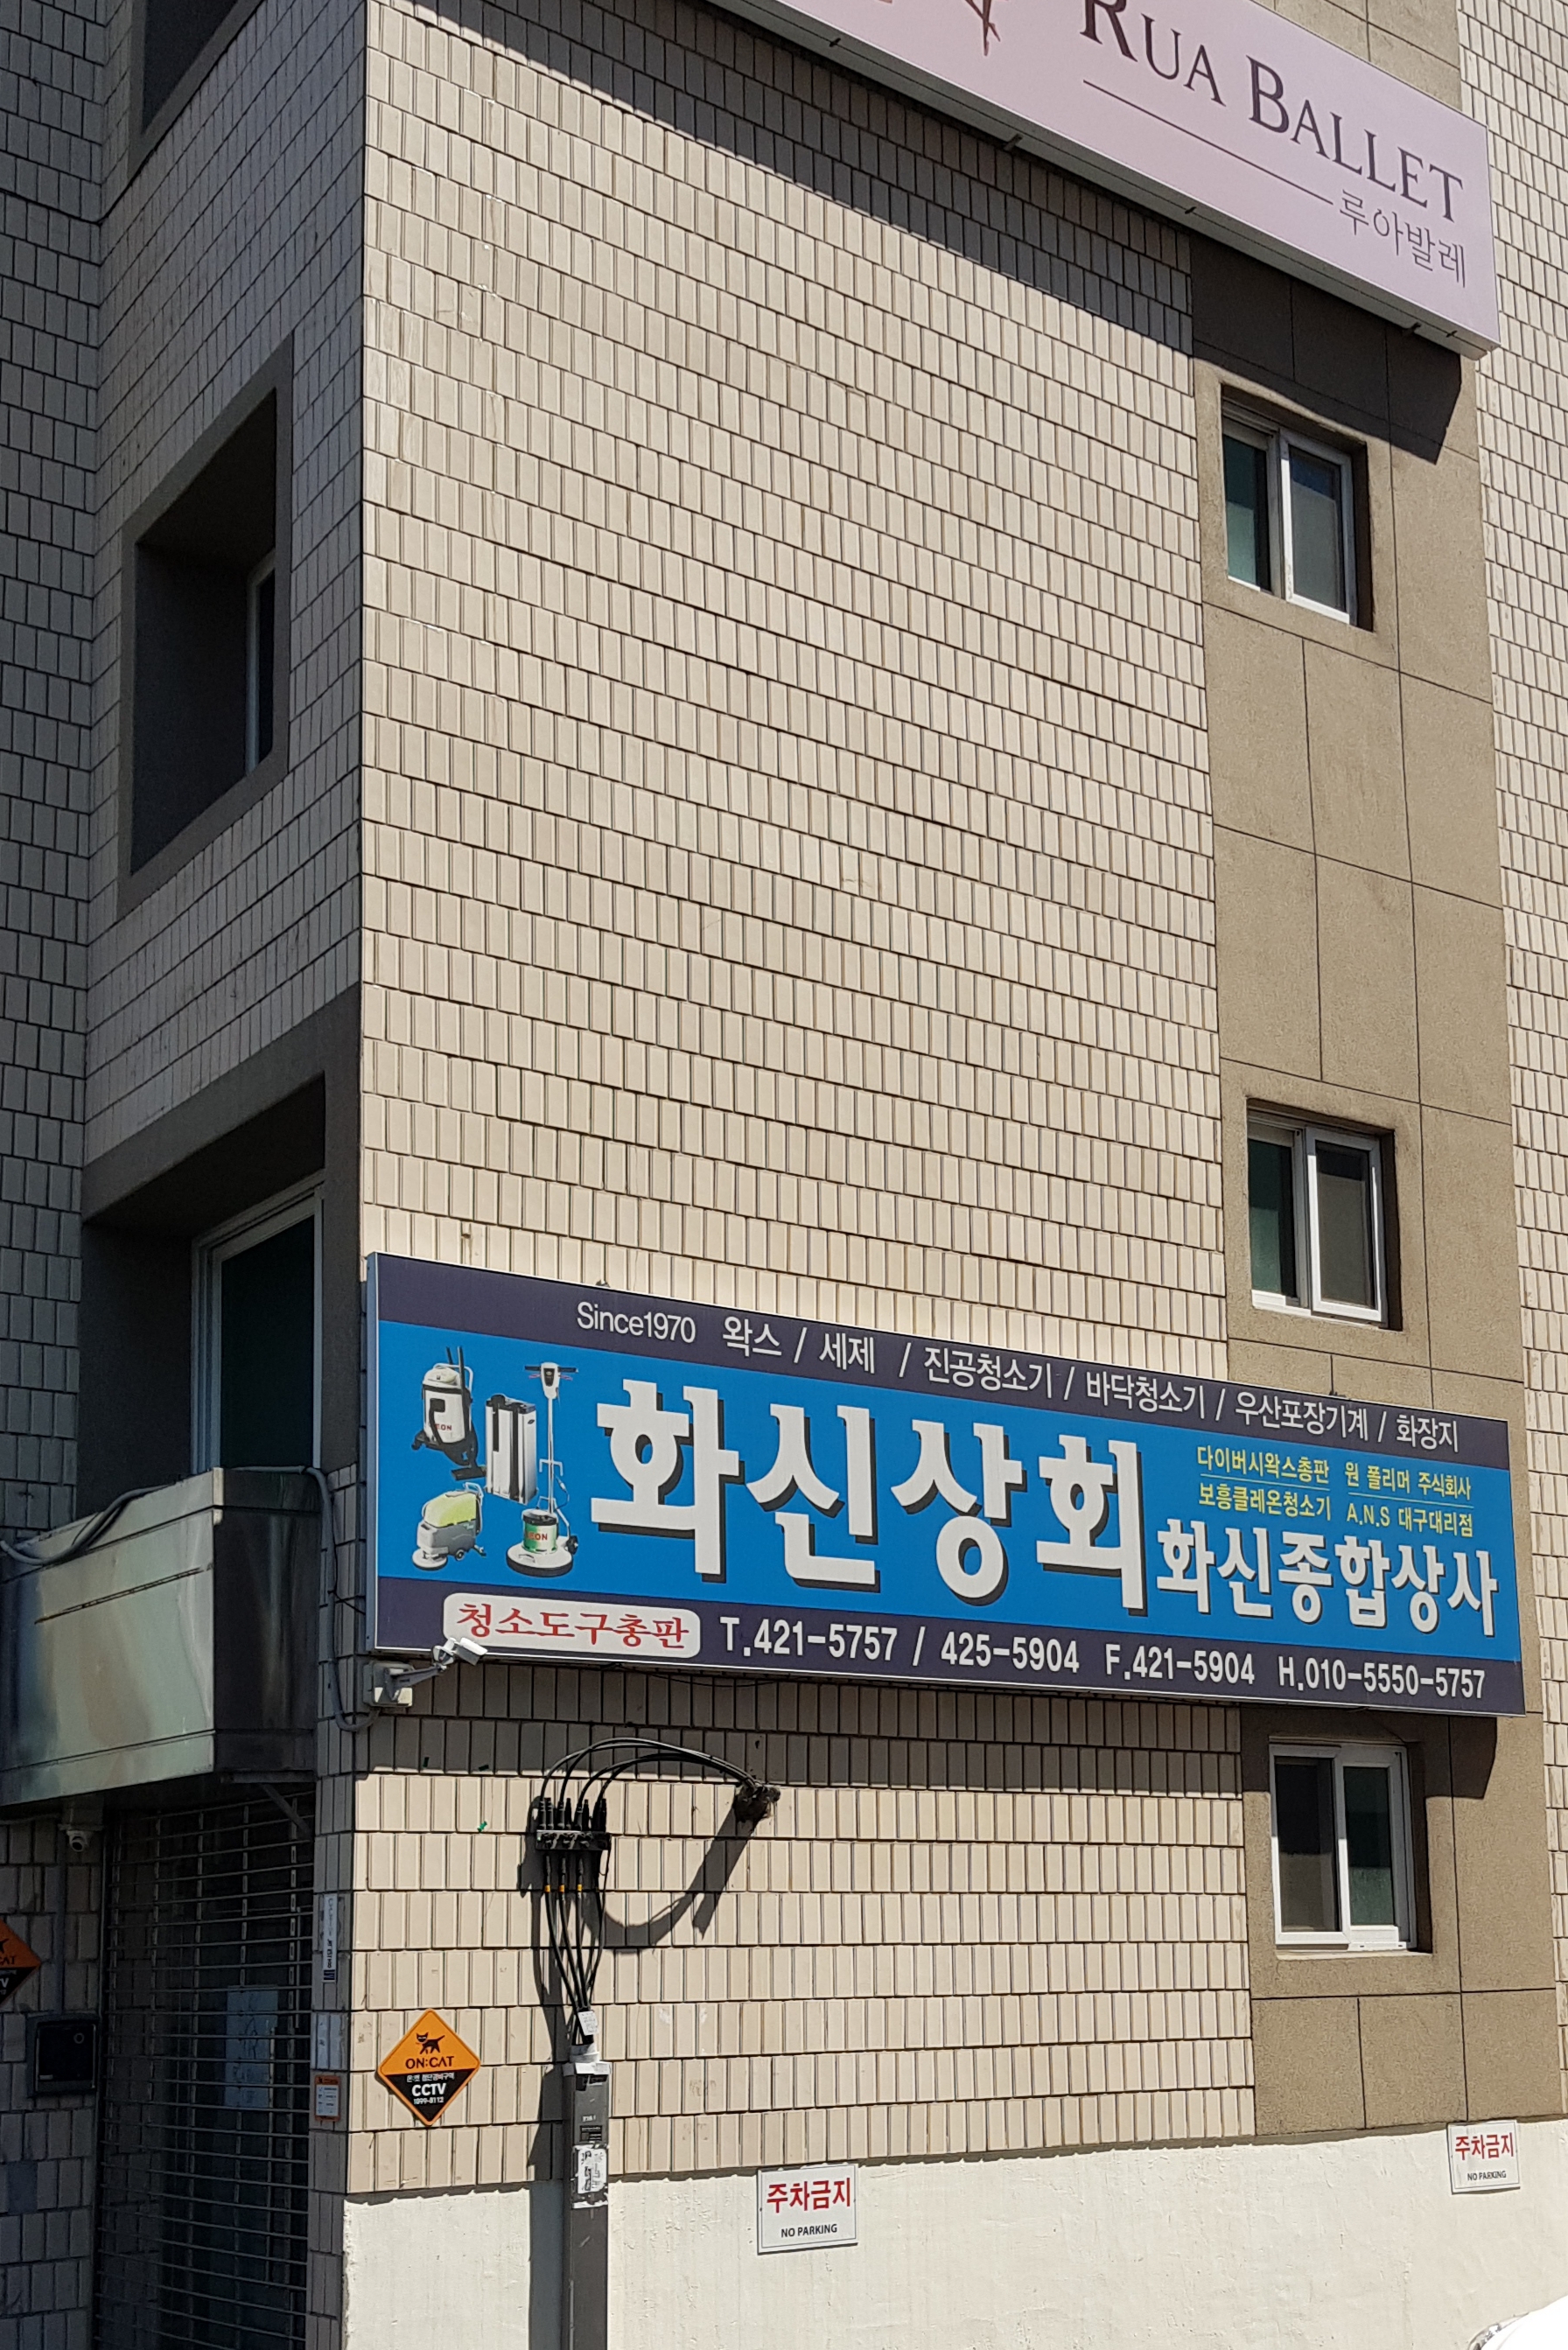 RUA BALLET
루아발레
Since1970 왁스 / 세제 / 진공청소기 / 바닥청소기 / 우산포장기계 / 화장지
화신상회
다이버시왁스총판 원 폴리머 주식회사
보흥클레온청소기 A.N.S 대구대리점
화신종합상사
청소도구총판 T.421-5757 / 425-5904 F.421-5904 H.010-5550-5757
ON:CAT
CCTV
1899-8112
주차금지
NO PARKING
주차금지
NO PARKING